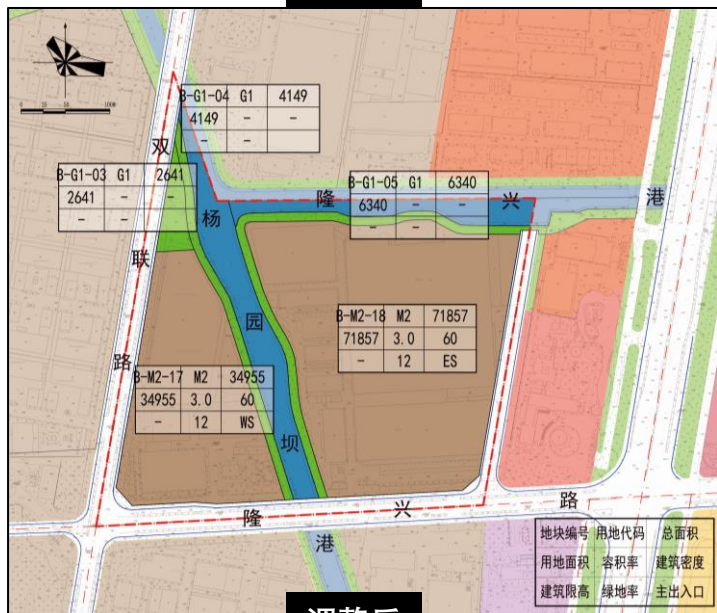 B-G1-04 G1 4149
4149 - -
- -
B-G1-03 G1 2641
2641 - -
- -
B-G1-05 G1 6340
6340 - -
- -
双联路
杨园坝港
隆兴港
B-M2-18 M2 71857
71857 3.0 60
- 12 ES
B-M2-17 M2 34955
34955 3.0 60
- 12 WS
隆兴路
地块编号 用地代码 总面积
用地面积 容积率 建筑密度
建筑限高 绿地率 主出入口
调整后